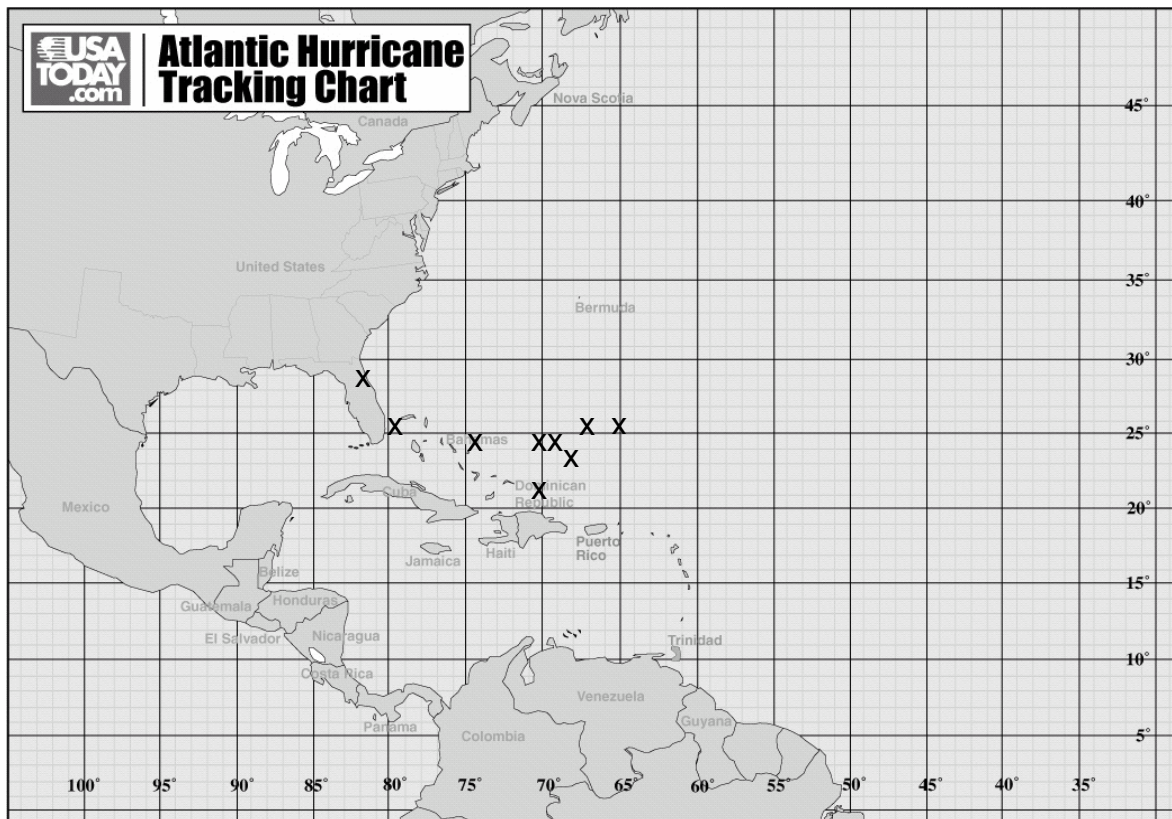 USA
TODAY
.com
Atlantic Hurricane
Tracking Chart
Nova Scotia
45°
Canada
40°
United States
35°
Bermuda
30°
X
X X X
25°
X Bahamas X X
X
Cuba
X Dominican
Republic
Mexico
20°
Puerto
Rico
Haiti
Jamaica
Belize
15°
Guatemala
Honduras
El Salvador
Nicaragua
Trinidad
10°
Costa Rica
Venezuela
Panama
Colombia
Guyana
5°
100° 95° 90° 85° 80° 75° 70° 65° 60° 55° 50° 45° 40° 35°